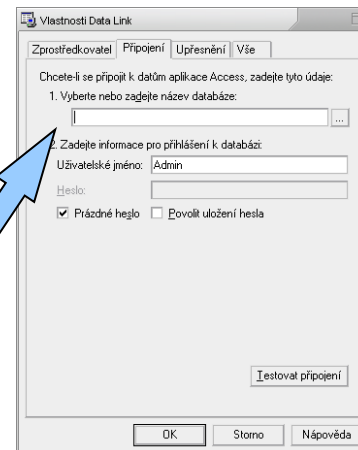 Vlastnosti Data Link
Zprostředkovatel Připojení Upřesnění Vše
Chcete-li se připojit k datům aplikace Access, zadejte tyto údaje:
1. Vyberte nebo zadejte název databáze:
...
2. Zadejte informace pro přihlášení k databázi:
Uživatelské jméno: Admin
Heslo:
Prázdné heslo Povolit uložení hesla
Testovat připojení
OK Storno Nápověda